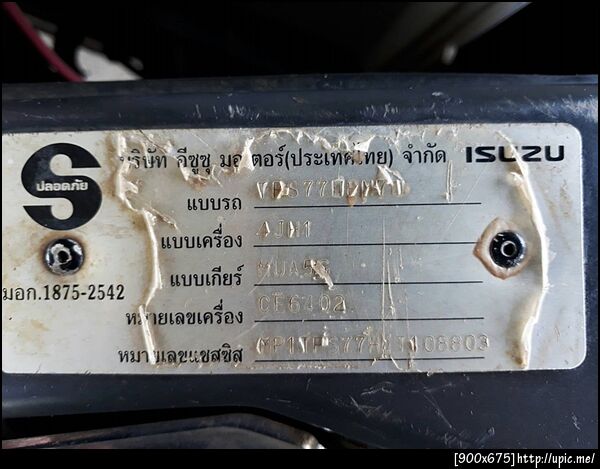 บริษัท อีซูซุ มอเตอร์(ประเทศไทย) จำกัด ISUZU
S
ปลอดภัย
แบบรถ
แบบเครื่อง 4JH1
แบบเกียร์
มอก.1875-2542
หมายเลขเครื่อง CE6402
หมายเลขแชสซิส
[900x675]http://upic.me/